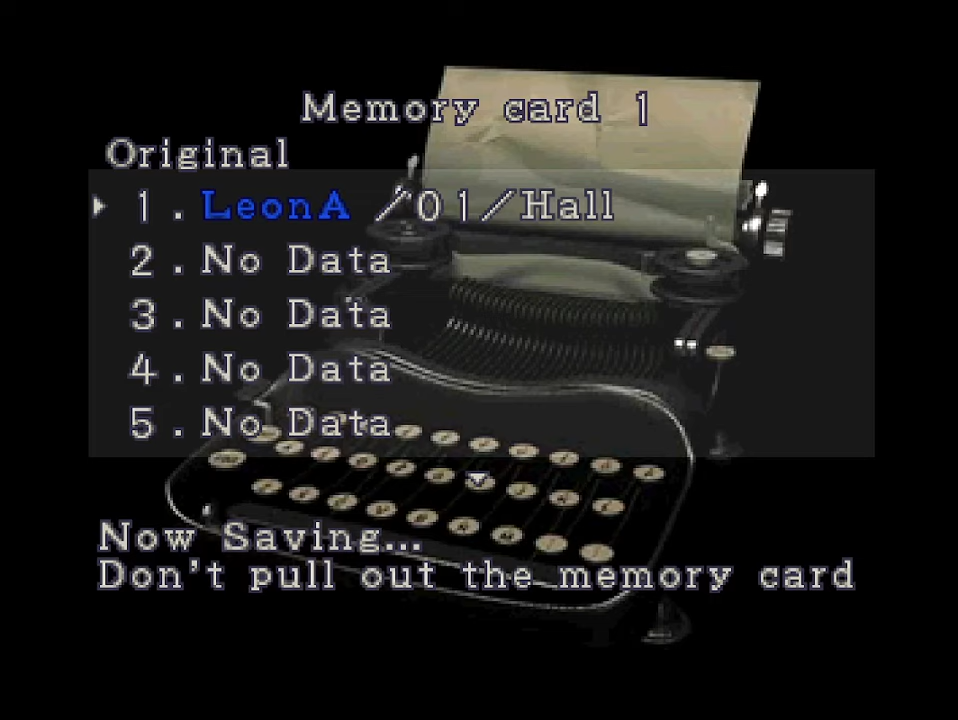 Memory card 1
Original
1. LeonA /01/Hall
2. No Data
3. No Data
4. No Data
5. No Data
Now Saving...
Don't pull out the memory card